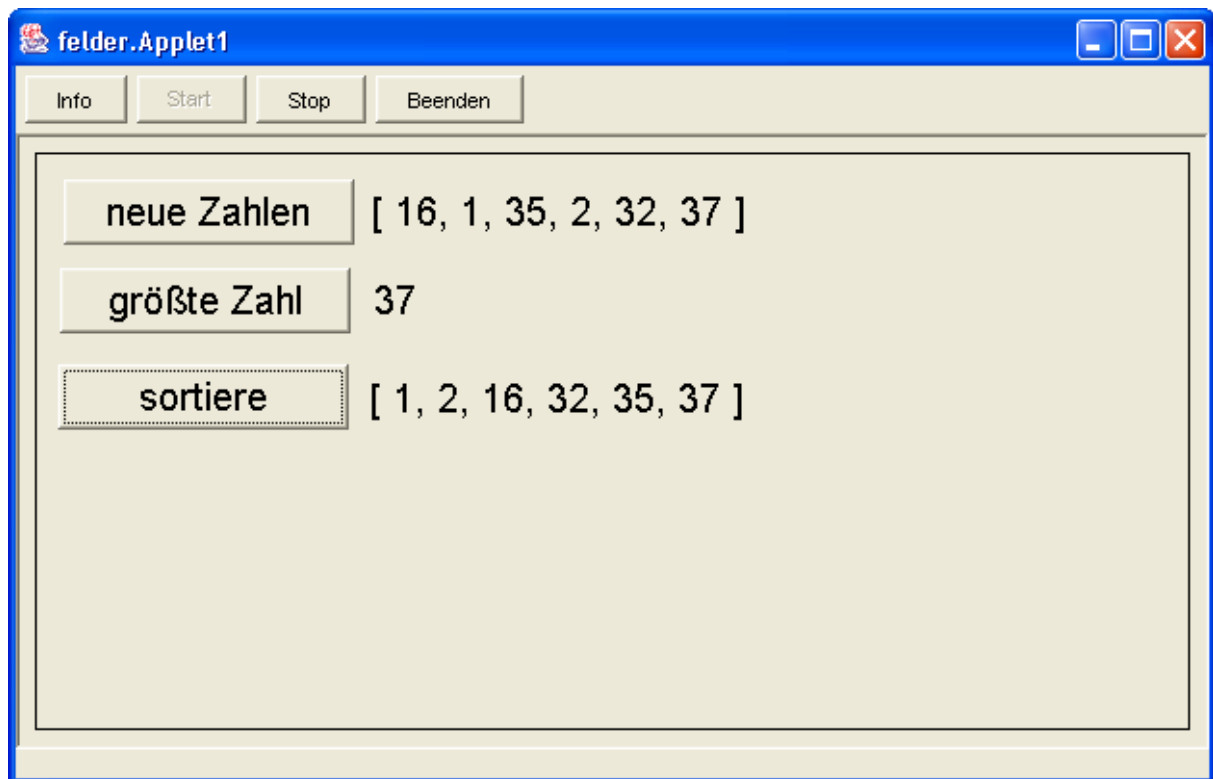 felder.Applet1
Info Start Stop Beenden
neue Zahlen [ 16, 1, 35, 2, 32, 37 ]
größte Zahl 37
sortiere [ 1, 2, 16, 32, 35, 37 ]